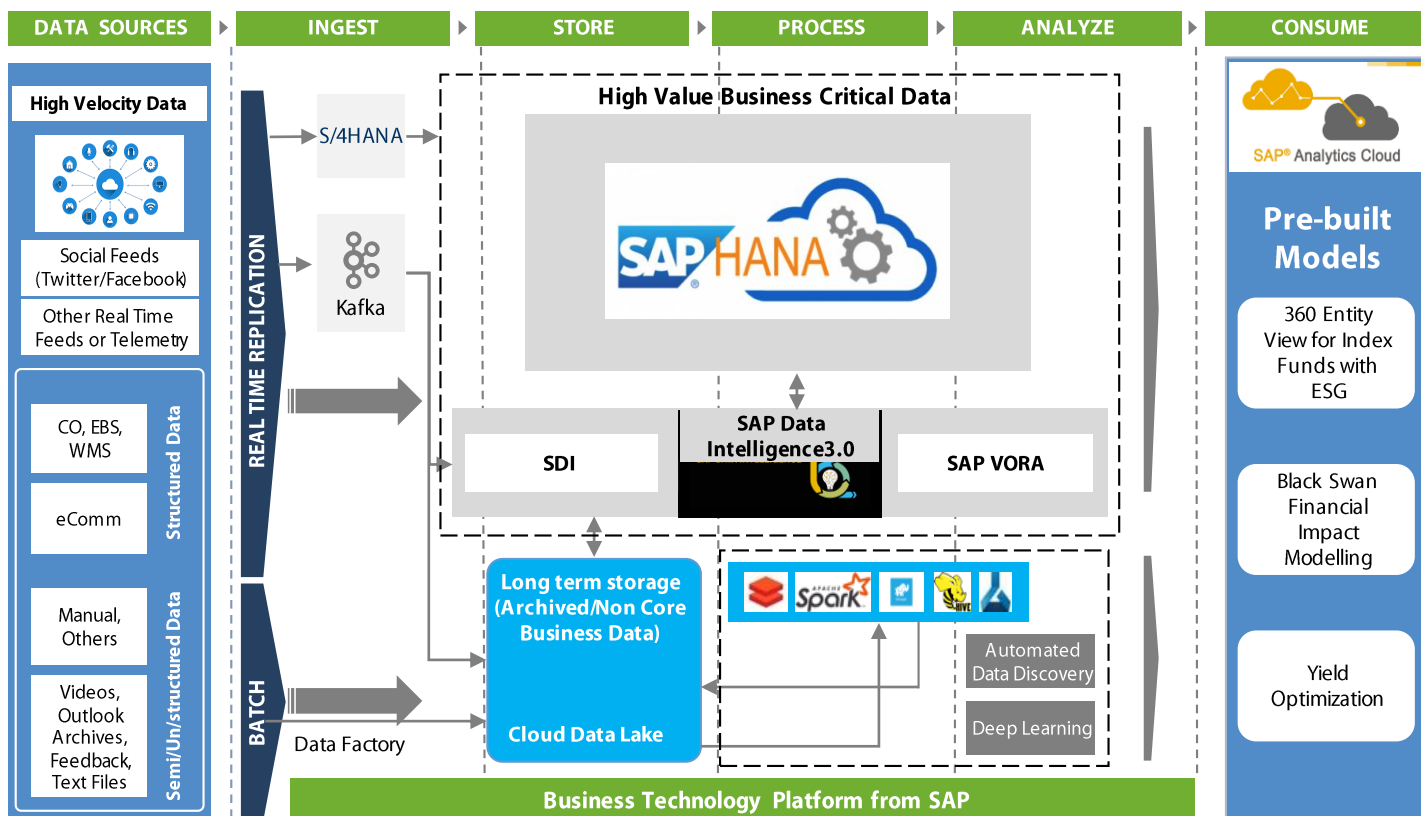 DATA SOURCES
INGEST
STORE
PROCESS
ANALYZE
CONSUME
High Velocity Data
Social Feeds
(Twitter/Facebook)
Other Real Time
Feeds or Telemetry
CO, EBS,
WMS
eComm
Structured Data
Manual,
Others
Videos,
Outlook
Archives,
Feedback,
Text Files
Semi/Un/structured Data
REAL TIME REPLICATION
BATCH
S/4HANA
Kafka
Data Factory
High Value Business Critical Data
SAP HANA
®
SDI
SAP Data
Intelligence3.0
SAP VORA
Long term storage
(Archived/Non Core
Business Data)
Cloud Data Lake
APACHE
Spark
HIVE
Automated
Data Discovery
Deep Learning
Business Technology Platform from SAP
SAP® Analytics Cloud
Pre-built
Models
360 Entity
View for Index
Funds with
ESG
Black Swan
Financial
Impact
Modelling
Yield
Optimization